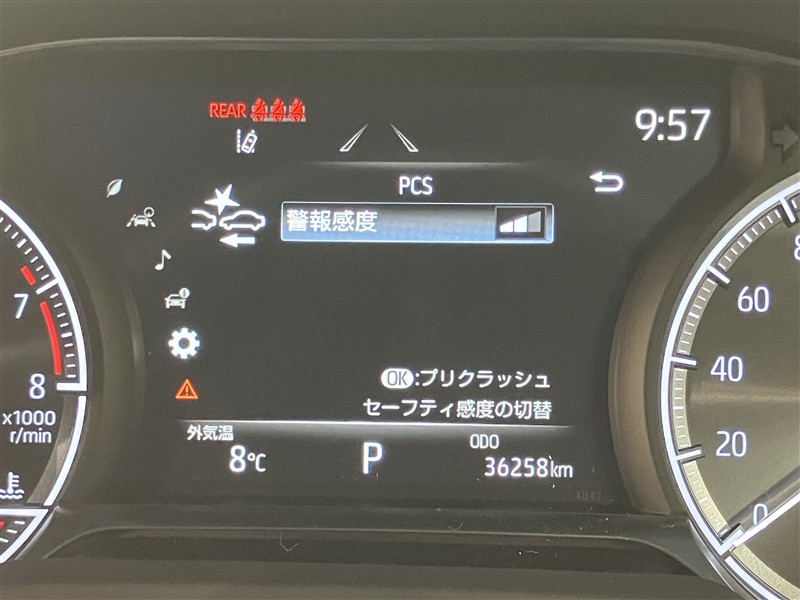 REAR
9:57
PCS
警報感度
OK:プリクラッシュ
セーフティ感度の切替
外気温
8℃
P
ODO
36258km
7
8
x1000
r/min
60
40
20
0